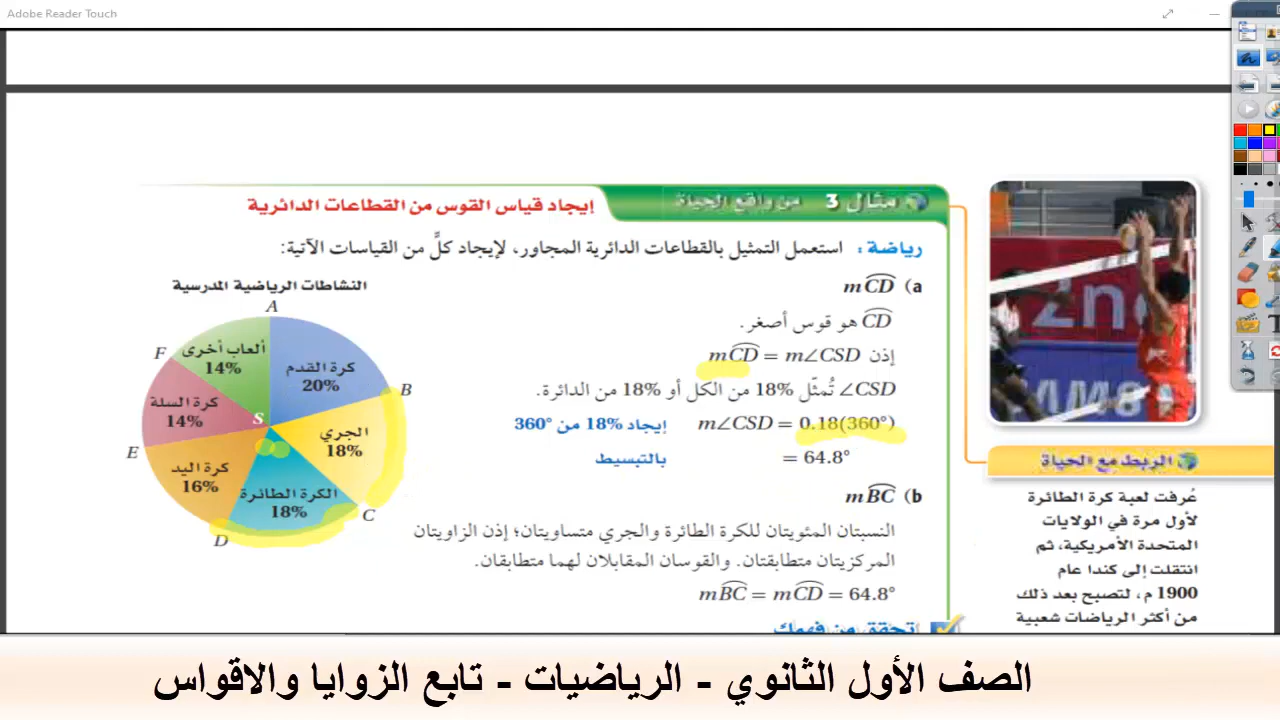 Adobe Reader Touch
مثال 3 من واقع الحياة
إيجاد قياس القوس من القطاعات الدائرية
رياضة : استعمل التمثيل بالقطاعات الدائرية المجاور، لإيجاد كلٍّ من القياسات الآتية:
النشاطات الرياضية المدرسية
A
B
C
D
E
F
S
كرة القدم
20%
الجري
18%
الكرة الطائرة
18%
كرة اليد
16%
كرة السلة
14%
ألعاب أخرى
14%
a) mCD
CD هو قوس أصغر.
إذن mCD = m∠CSD
∠CSD تُمثّل 18% من الكل أو 18% من الدائرة.
m∠CSD = 0.18(360°) إيجاد 18% من 360°
= 64.8° بالتبسيط
b) mBC
النسبتان المئويتان للكرة الطائرة والجري متساويتان؛ إذن الزاويتان
المركزيتان متطابقتان. والقوسان المقابلان لهما متطابقان.
mBC = mCD = 64.8°
تحقق من فهمك
2nd
الربط مع الحياة
عُرفت لعبة كرة الطائرة
لأول مرة في الولايات
المتحدة الأمريكية، ثم
انتقلت إلى كندا عام
1900 م، لتصبح بعد ذلك
من أكثر الرياضات شعبية
الصف الأول الثانوي - الرياضيات - تابع الزوايا والاقواس